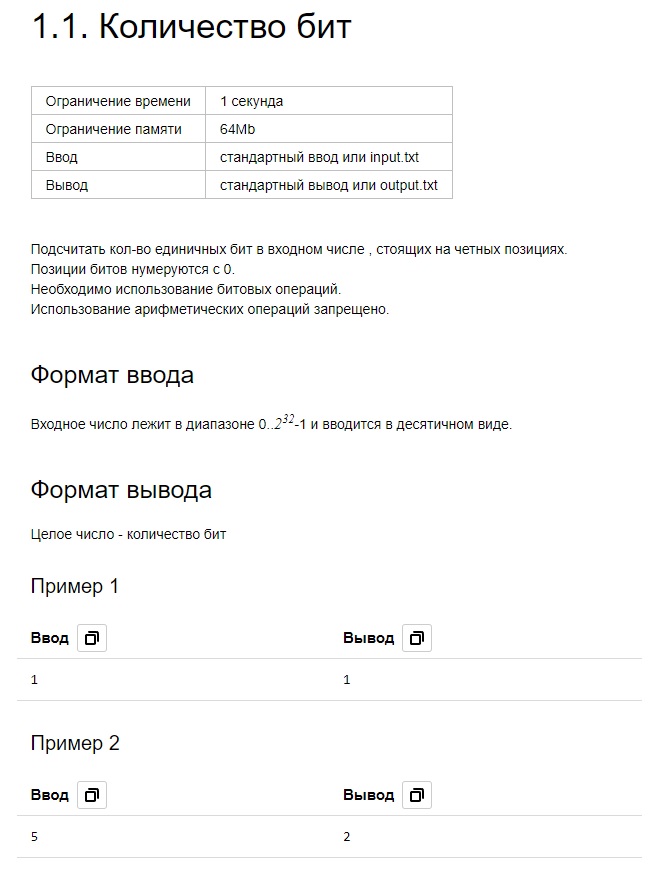 1.1. Количество бит
Ограничение времени 1 секунда
Ограничение памяти 64Mb
Ввод стандартный ввод или input.txt
Вывод стандартный вывод или output.txt
Подсчитать кол-во единичных бит в входном числе , стоящих на четных позициях.
Позиции битов нумеруются с 0.
Необходимо использование битовых операций.
Использование арифметических операций запрещено.
Формат ввода
Входное число лежит в диапазоне 0..2^32-1 и вводится в десятичном виде.
Формат вывода
Целое число - количество бит
Пример 1
Ввод Вывод
1 1
Пример 2
Ввод Вывод
5 2